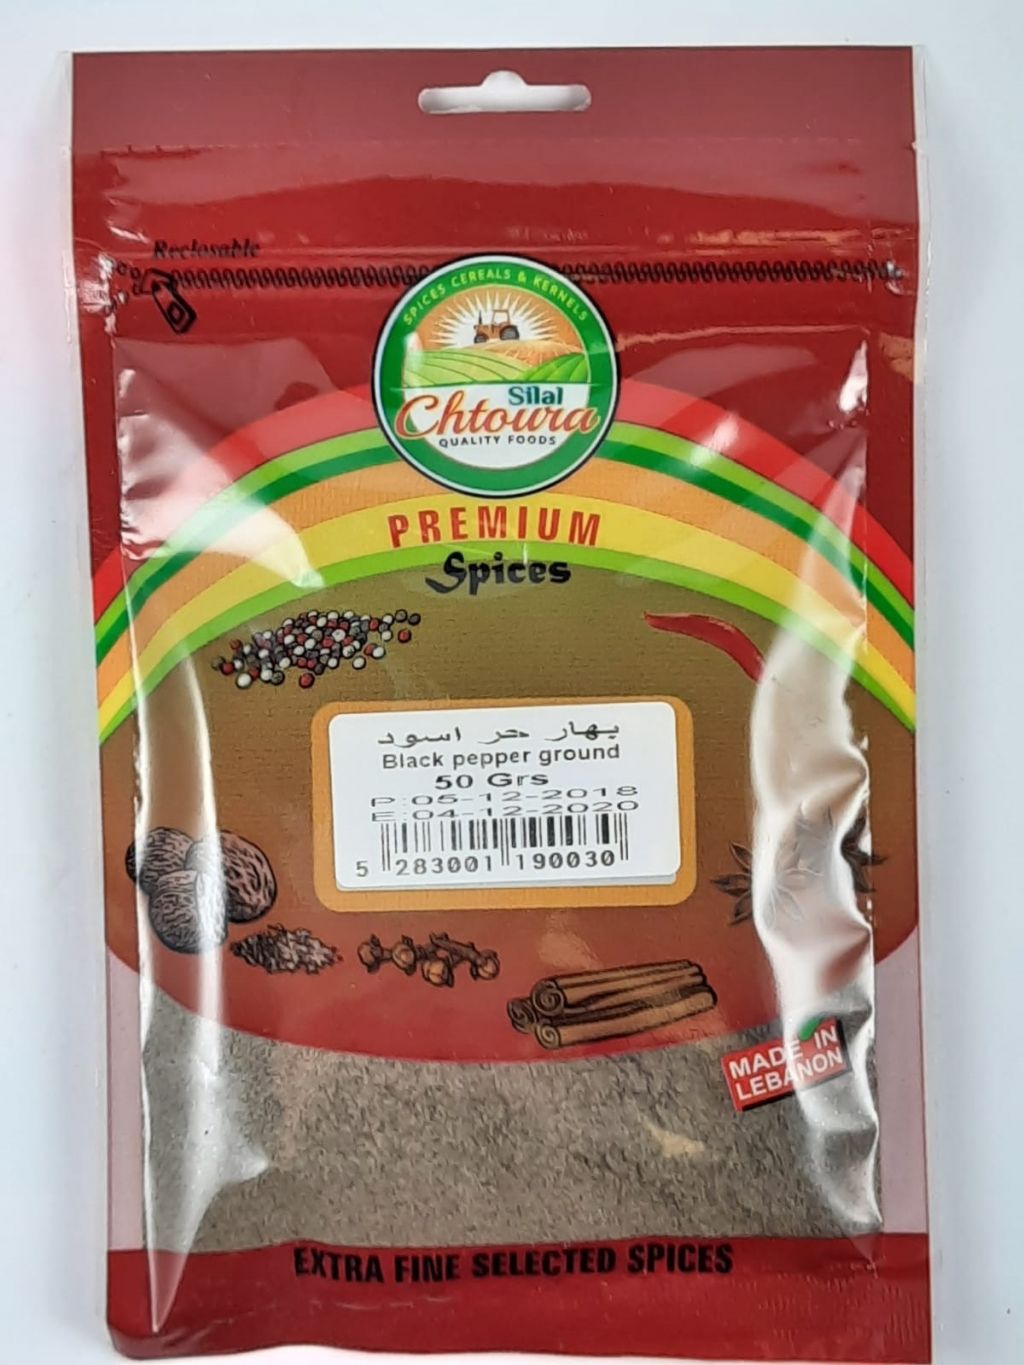 Reclosable
SPICES CEREALS & KERNELS
Silal
Chtoura
QUALITY FOODS
PREMIUM
Spices
بهار حر اسود
Black pepper ground
50 Grs
P:05-12-2018
E:04-12-2020
5 283001 190030
MADE IN
LEBANON
EXTRA FINE SELECTED SPICES